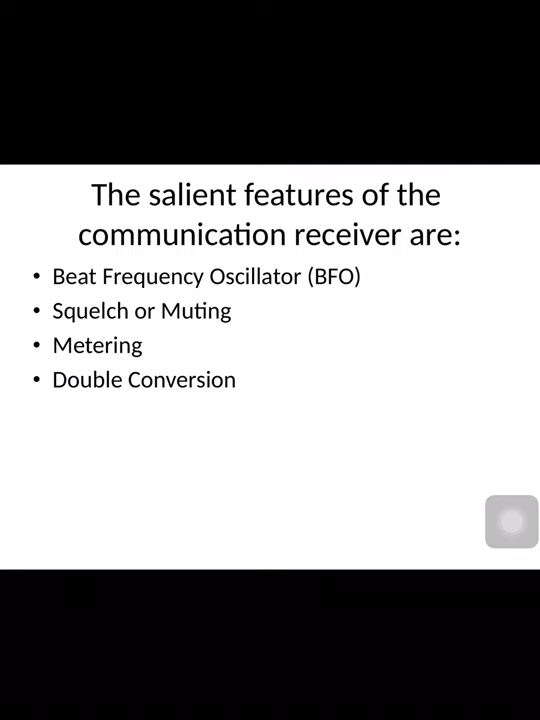 The salient features of the
communication receiver are:
• Beat Frequency Oscillator (BFO)
• Squelch or Muting
• Metering
• Double Conversion